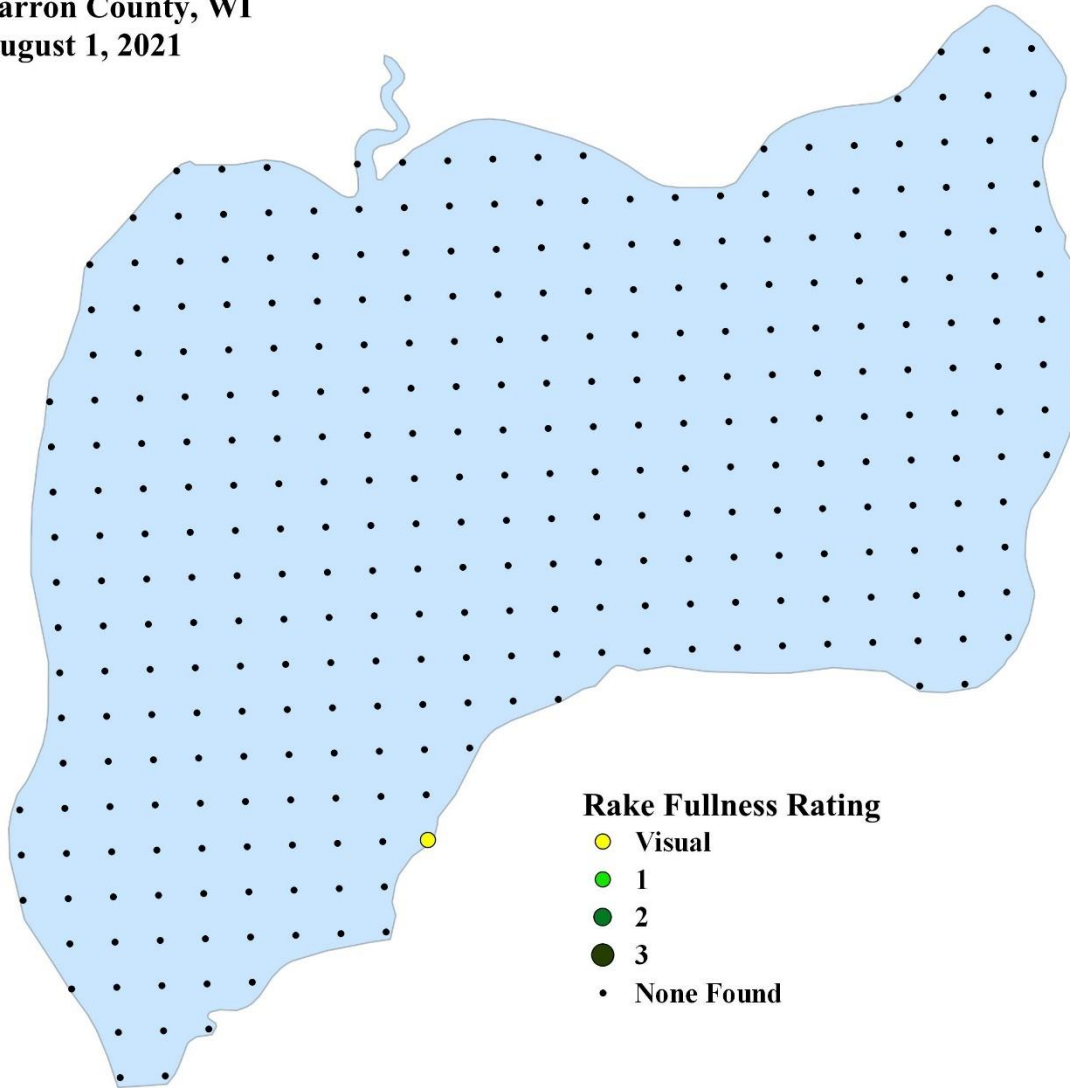 arron County, WI
ugust 1, 2021
Rake Fullness Rating
Visual
1
2
3
None Found